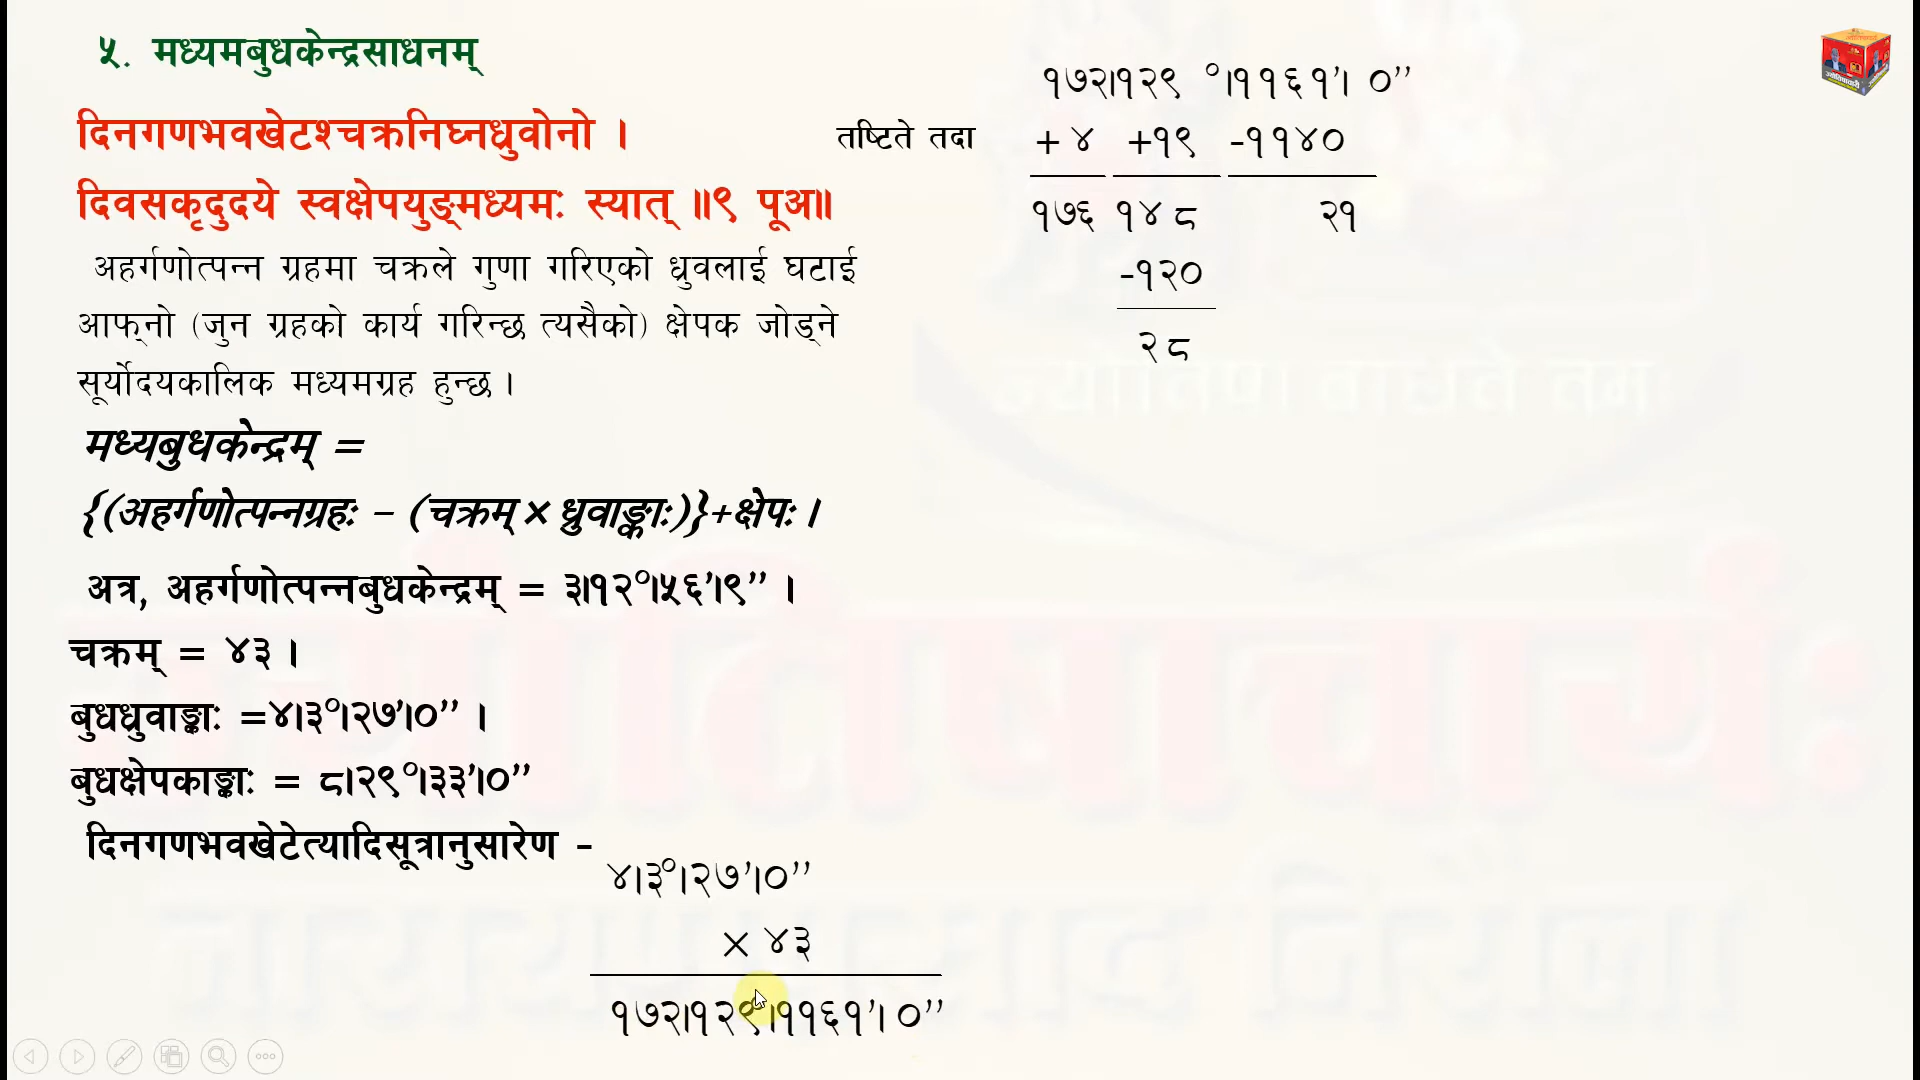 ५. मध्यमबुधकेन्द्रसाधनम्
दिनगणभवखेटश्चक्रनिघ्नध्रुवोनो ।
दिवसकृदुदये स्वक्षेपयुङ्मध्यमः स्यात् ॥९ पूअ॥
अहर्गणोत्पन्न ग्रहमा चक्रले गुणा गरिएको ध्रुवलाई घटाई
आफ्नो (जुन ग्रहको कार्य गरिन्छ त्यसैको) क्षेपक जोड्ने
सूर्योदयकालिक मध्यमग्रह हुन्छ ।
मध्यबुधकेन्द्रम् =
{(अहर्गणोत्पन्नग्रहः - (चक्रम् × ध्रुवाङ्काः)}+क्षेपः ।
अत्र, अहर्गणोत्पन्नबुधकेन्द्रम् = ३।१२°।५६’।९’’ ।
चक्रम् = ४३ ।
बुधध्रुवाङ्काः =४।३°।२७’।०’’ ।
बुधक्षेपकाङ्काः = ८।२९°।३३’।०’’
दिनगणभवखेटेत्यादिसूत्रानुसारेण -
४।३°।२७’।०’’
× ४३
१७२।१२९।११६१’। ०’’
तष्टिते तदा
१७२।१२९ °।११६१’। ०’’
+ ४ +१९ -११४०
१७६ १४८ २१
-१२०
२८